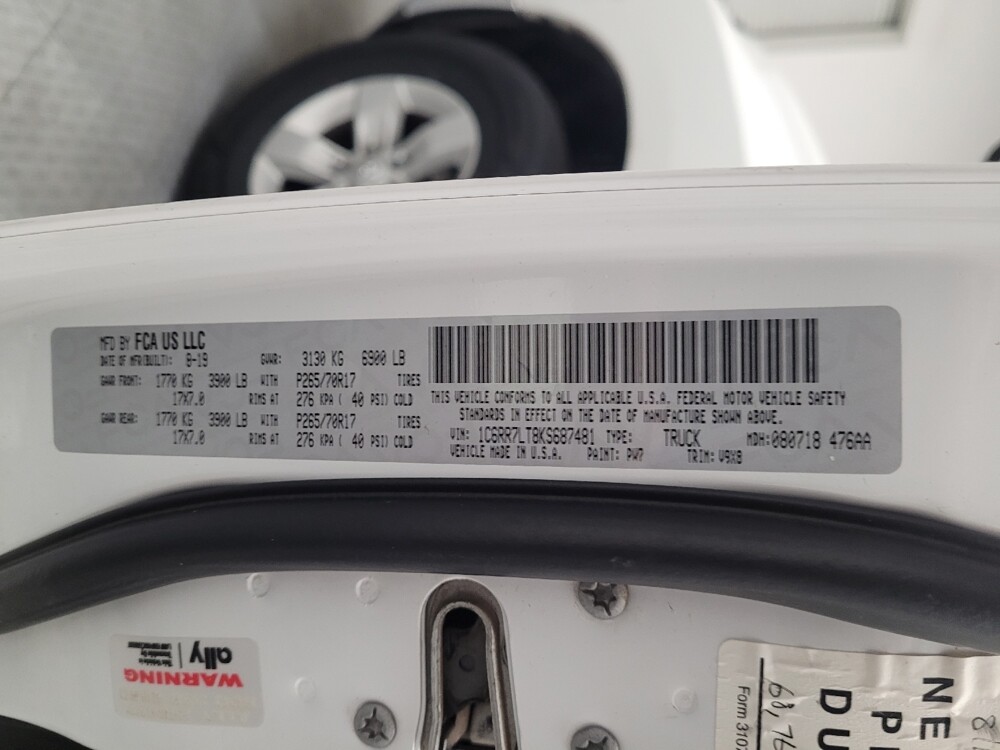 MFD BY FCA US LLC
DATE OF MFR(BUILT): 8-19 GVWR: 3130 KG 6900 LB
GAWR FRONT: 1770 KG 3900 LB WITH P265/70R17 TIRES
17X7.0 RIMS AT 276 KPA ( 40 PSI) COLD
GAWR REAR: 1770 KG 3900 LB WITH P265/70R17 TIRES
17X7.0 RIMS AT 276 KPA ( 40 PSI) COLD
THIS VEHICLE CONFORMS TO ALL APPLICABLE U.S.A. FEDERAL MOTOR VEHICLE SAFETY
STANDARDS IN EFFECT ON THE DATE OF MANUFACTURE SHOWN ABOVE.
VIN: 1C6RR7LT8KS687481 TYPE: TRUCK MDH: 080718 476AA
VEHICLE MADE IN U.S.A. PAINT: PW7 TRIM: V9X8
WARNING
ally
NE
P
DU
Form 310